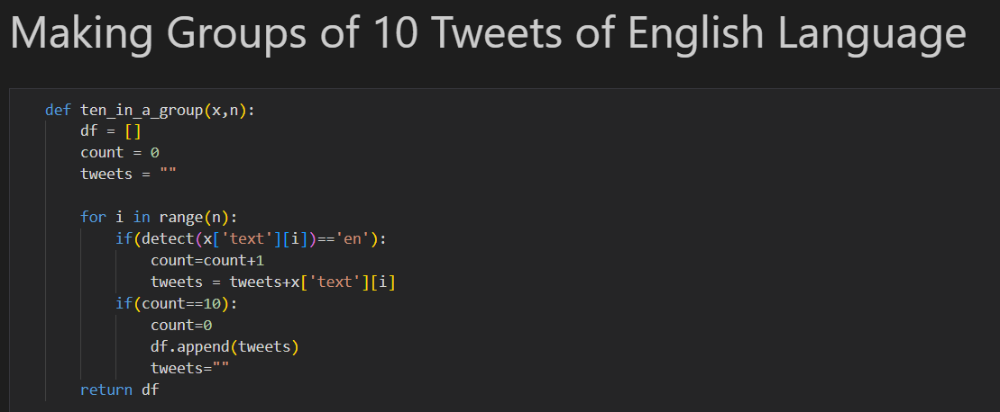 Making Groups of 10 Tweets of English Language
def ten_in_a_group(x,n):
    df = []
    count = 0
    tweets = ""

    for i in range(n):
        if(detect(x['text'][i])=='en'):
            count=count+1
            tweets = tweets+x['text'][i]
        if(count==10):
            count=0
            df.append(tweets)
            tweets=""
    return df